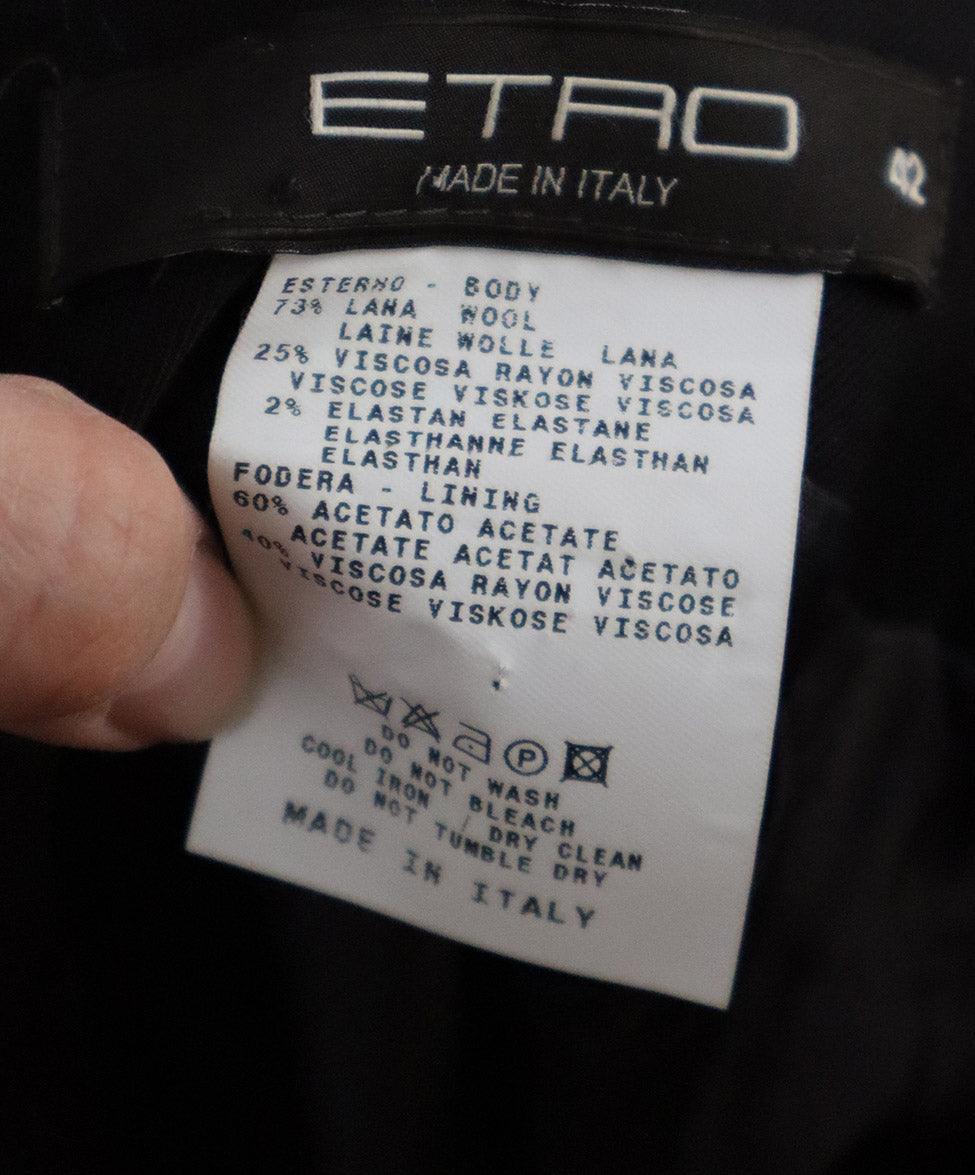 ETRO
MADE IN ITALY
42
ESTERNO - BODY
73% LANA WOOL
LAINE WOLLE LANA
25% VISCOSA RAYON VISCOSA
VISCOSE VISKOSE VISCOSA
2% ELASTAN ELASTANE
ELASTHANNE ELASTHAN
ELASTHAN
FODERA - LINING
60% ACETATO ACETATE
ACETATE ACETAT ACETATO
40% VISCOSA RAYON VISCOSE
VISCOSE VISKOSE VISCOSA
P
DO NOT WASH
DO NOT BLEACH
COOL IRON / DRY CLEAN
DO NOT TUMBLE DRY
MADE IN ITALY